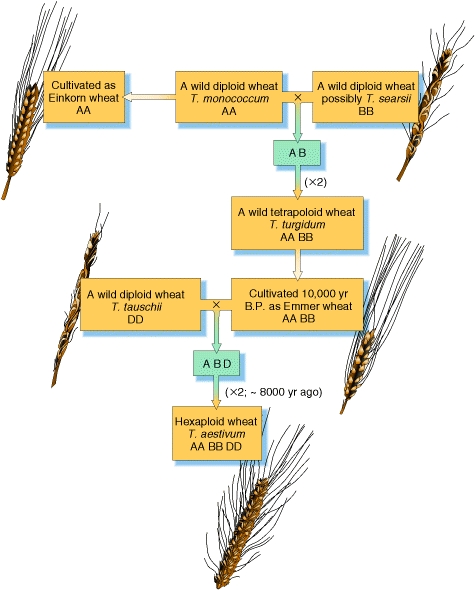 Cultivated as
Einkorn wheat
AA
A wild diploid wheat
T. monococcum
AA
×
A wild diploid wheat
possibly T. searsii
BB
A B
(×2)
A wild tetrapoloid wheat
T. turgidum
AA BB
A wild diploid wheat
T. tauschii
DD
×
Cultivated 10,000 yr
B.P. as Emmer wheat
AA BB
A B D
(×2; ~ 8000 yr ago)
Hexaploid wheat
T. aestivum
AA BB DD